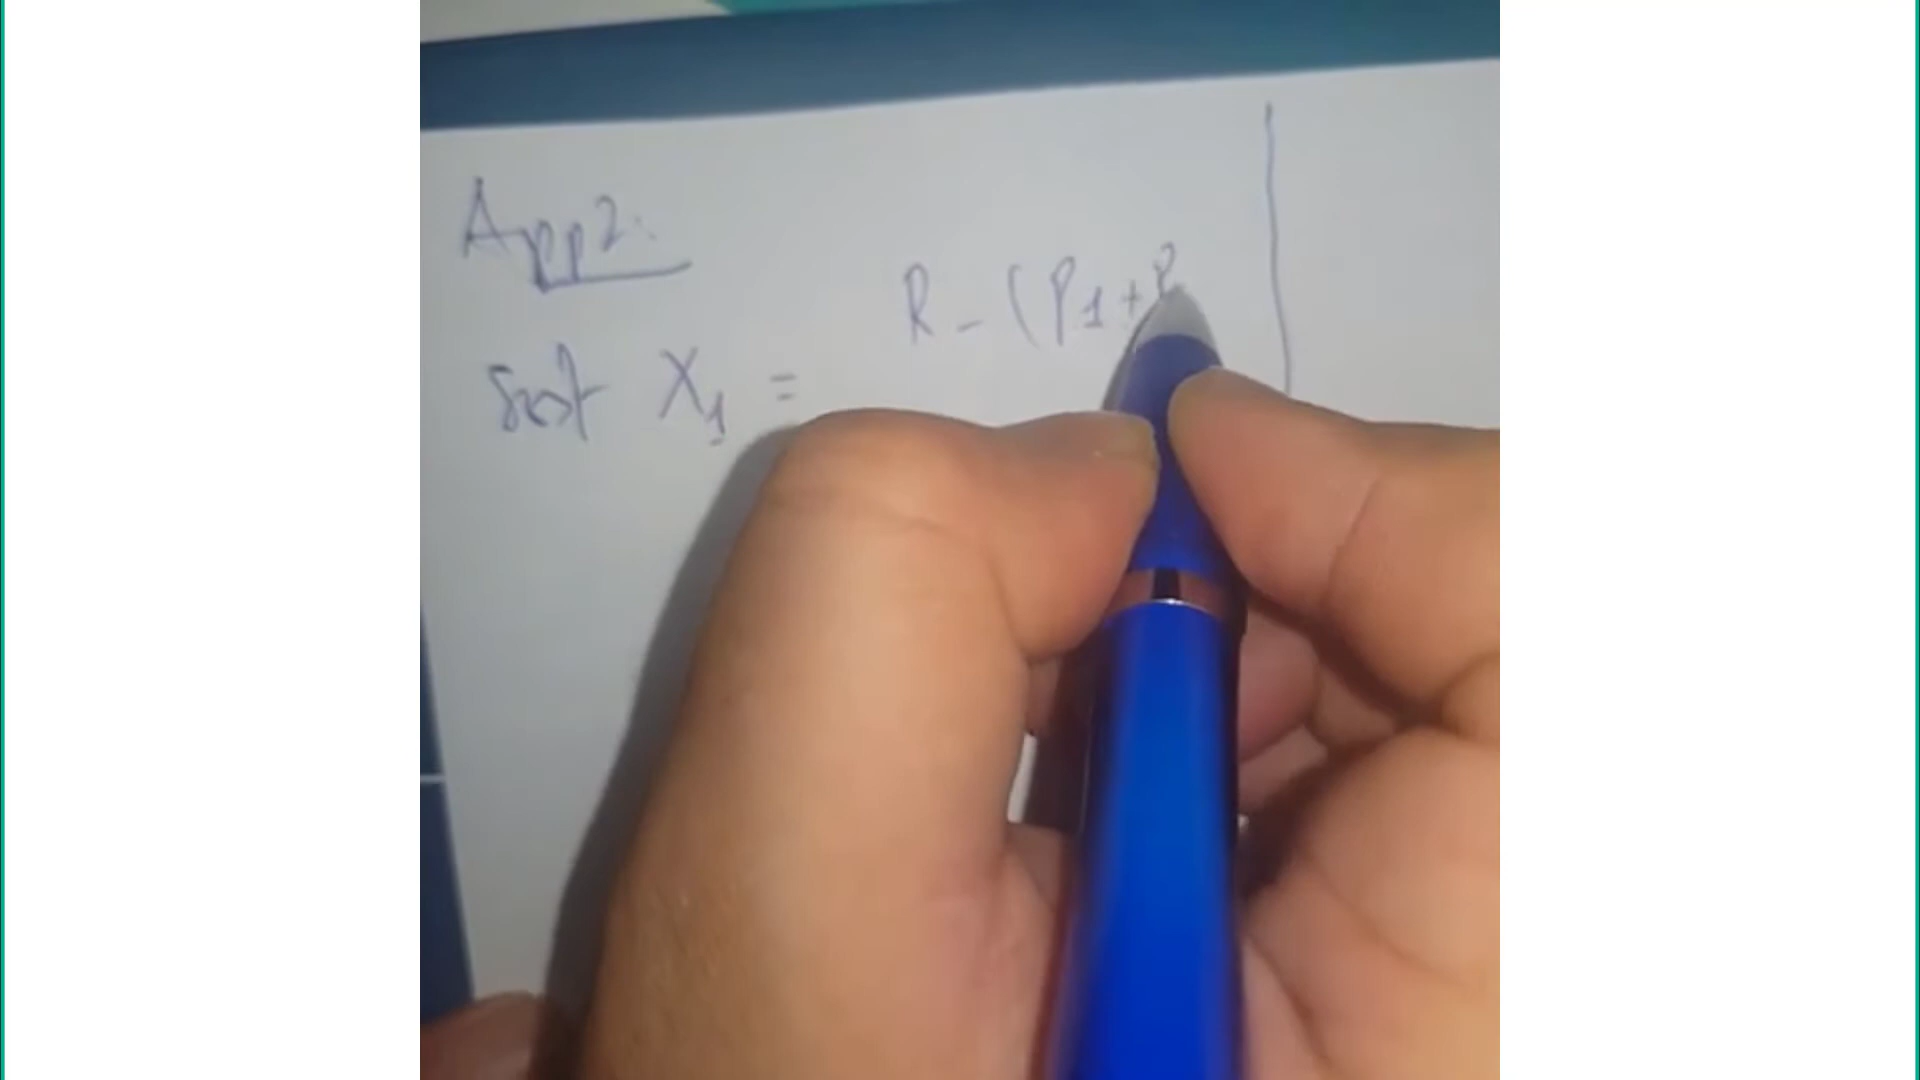 App2:
R - (P1 + P
soit X1 =